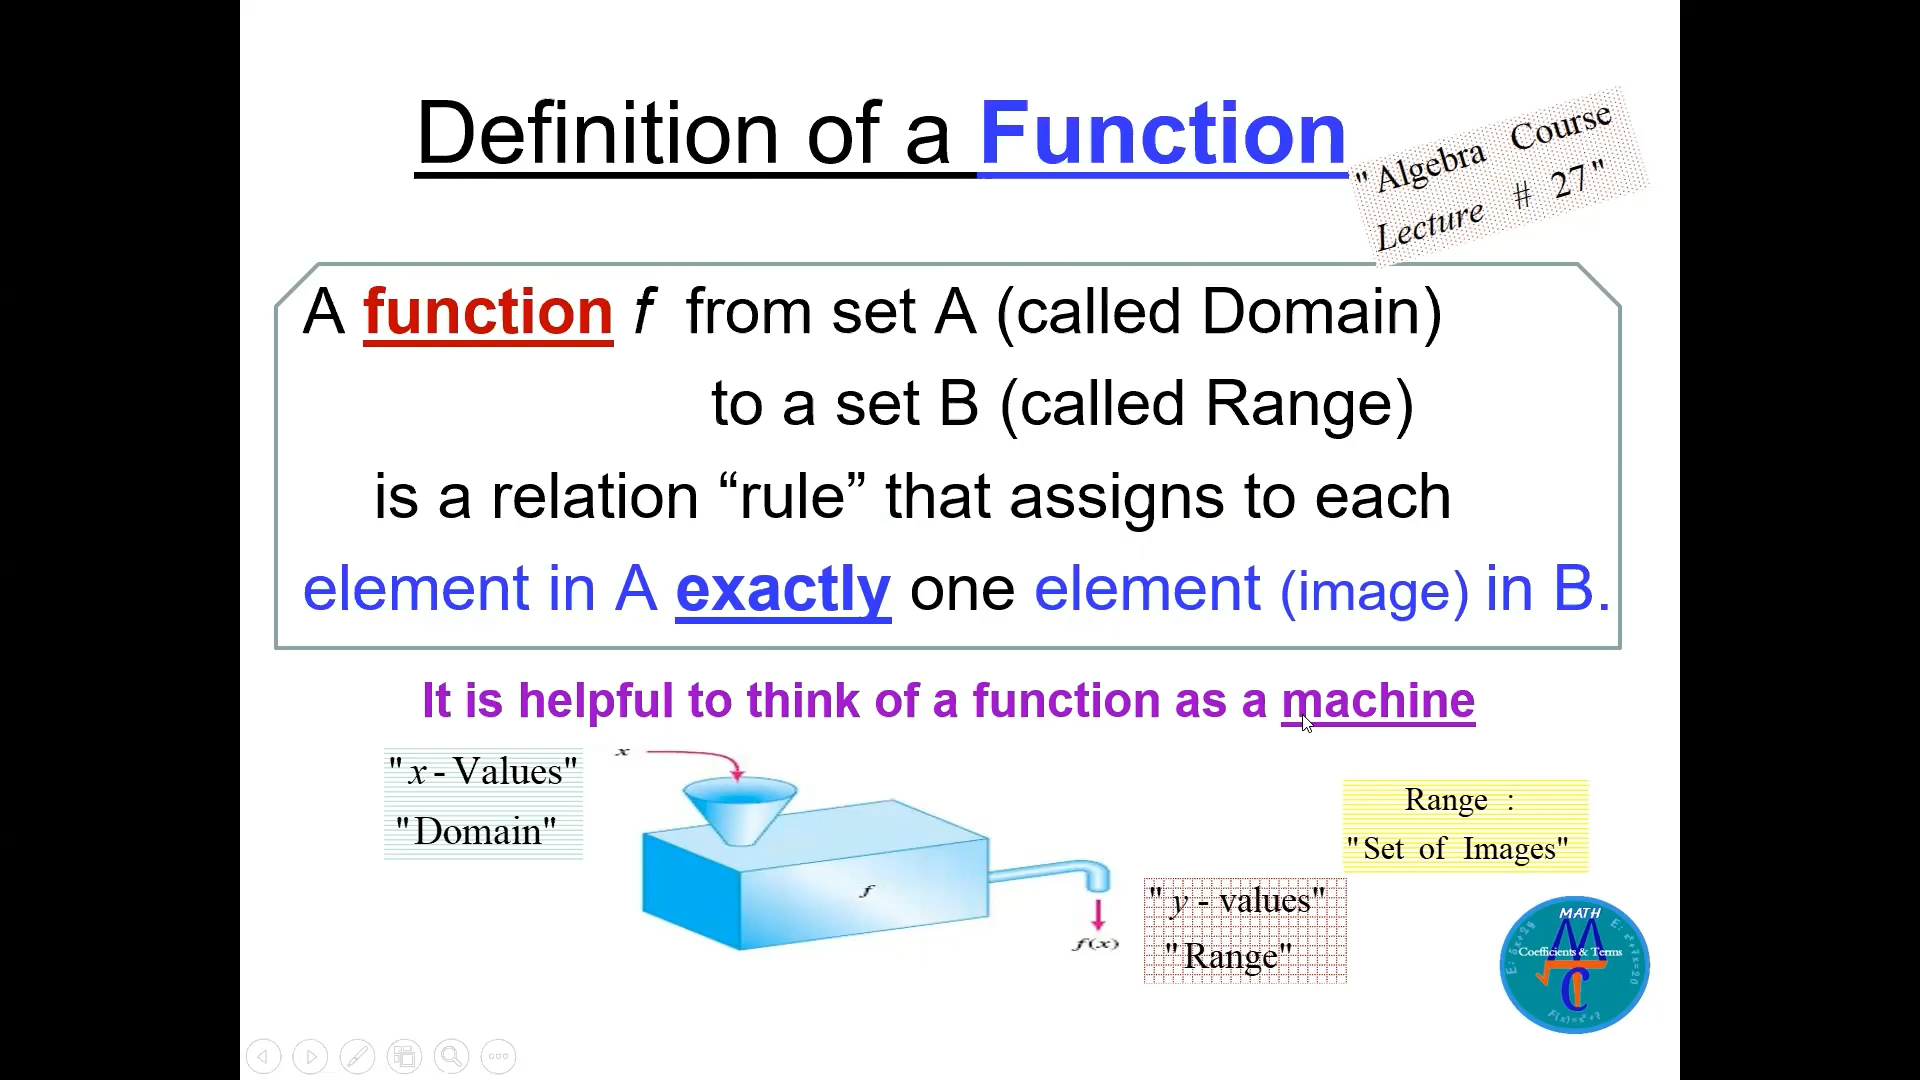 Definition of a Function
"Algebra Course
Lecture # 27"
A function f from set A (called Domain)
to a set B (called Range)
is a relation “rule” that assigns to each
element in A exactly one element (image) in B.
It is helpful to think of a function as a machine
"x - Values"
"Domain"
x
f
f(x)
"y - values"
"Range"
Range :
"Set of Images"
MATH
Coefficients & Terms